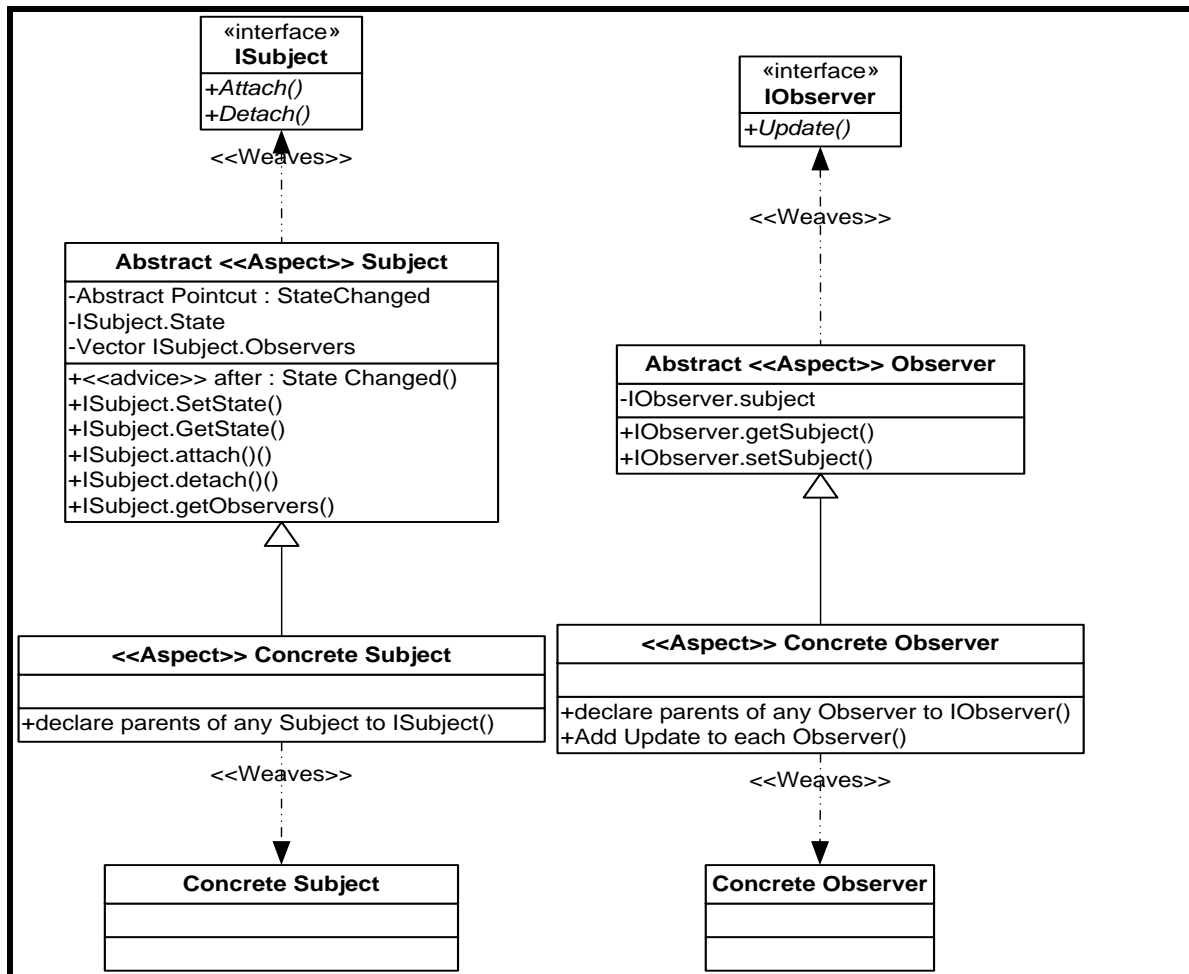 «interface»
ISubject
+Attach()
+Detach()
<<Weaves>>
Abstract <<Aspect>> Subject
-Abstract Pointcut : StateChanged
-ISubject.State
-Vector ISubject.Observers
+<<advice>> after : State Changed()
+ISubject.SetState()
+ISubject.GetState()
+ISubject.attach()()
+ISubject.detach()()
+ISubject.getObservers()
<<Aspect>> Concrete Subject
+declare parents of any Subject to ISubject()
<<Weaves>>
Concrete Subject
«interface»
IObserver
+Update()
<<Weaves>>
Abstract <<Aspect>> Observer
-IObserver.subject
+IObserver.getSubject()
+IObserver.setSubject()
<<Aspect>> Concrete Observer
+declare parents of any Observer to IObserver()
+Add Update to each Observer()
<<Weaves>>
Concrete Observer